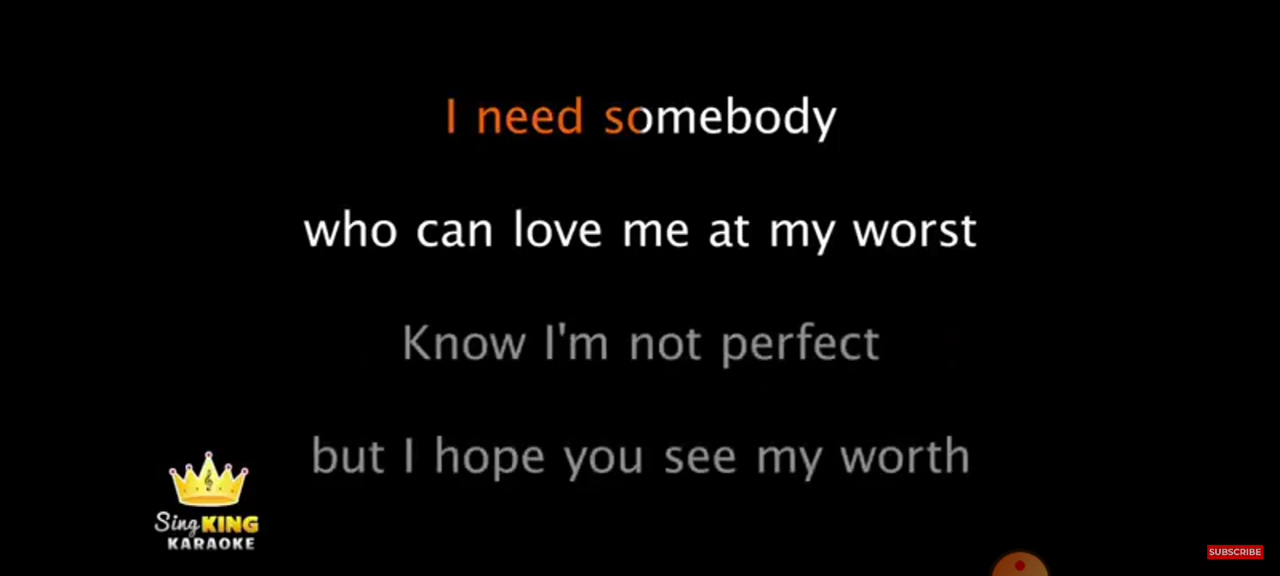 I need somebody
who can love me at my worst
Know I'm not perfect
but I hope you see my worth
Sing KING
KARAOKE
SUBSCRIBE